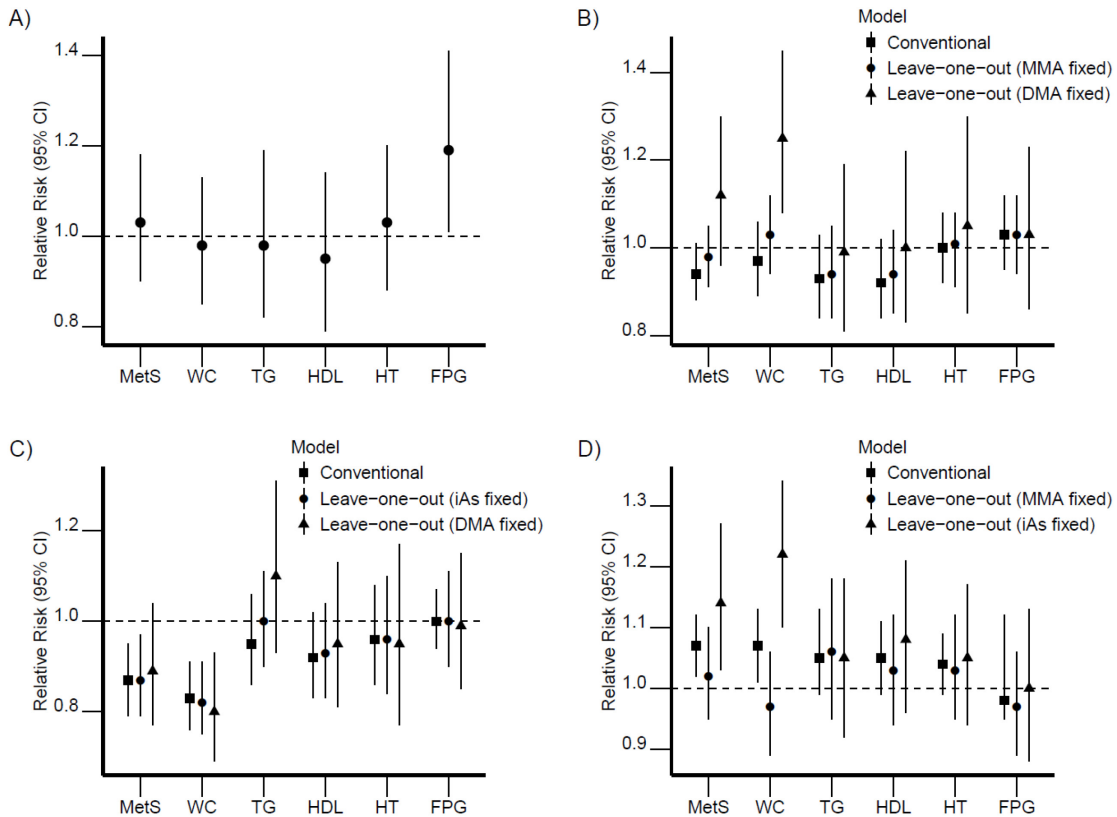 A)
Relative Risk (95% CI)
1.4
1.2
1.0
0.8
MetS WC TG HDL HT FPG
B)
Model
Conventional
Leave−one−out (MMA fixed)
Leave−one−out (DMA fixed)
Relative Risk (95% CI)
1.4
1.2
1.0
0.8
MetS WC TG HDL HT FPG
C)
Model
Conventional
Leave−one−out (iAs fixed)
Leave−one−out (DMA fixed)
Relative Risk (95% CI)
1.2
1.0
0.8
MetS WC TG HDL HT FPG
D)
Model
Conventional
Leave−one−out (MMA fixed)
Leave−one−out (iAs fixed)
Relative Risk (95% CI)
1.3
1.2
1.1
1.0
0.9
MetS WC TG HDL HT FPG